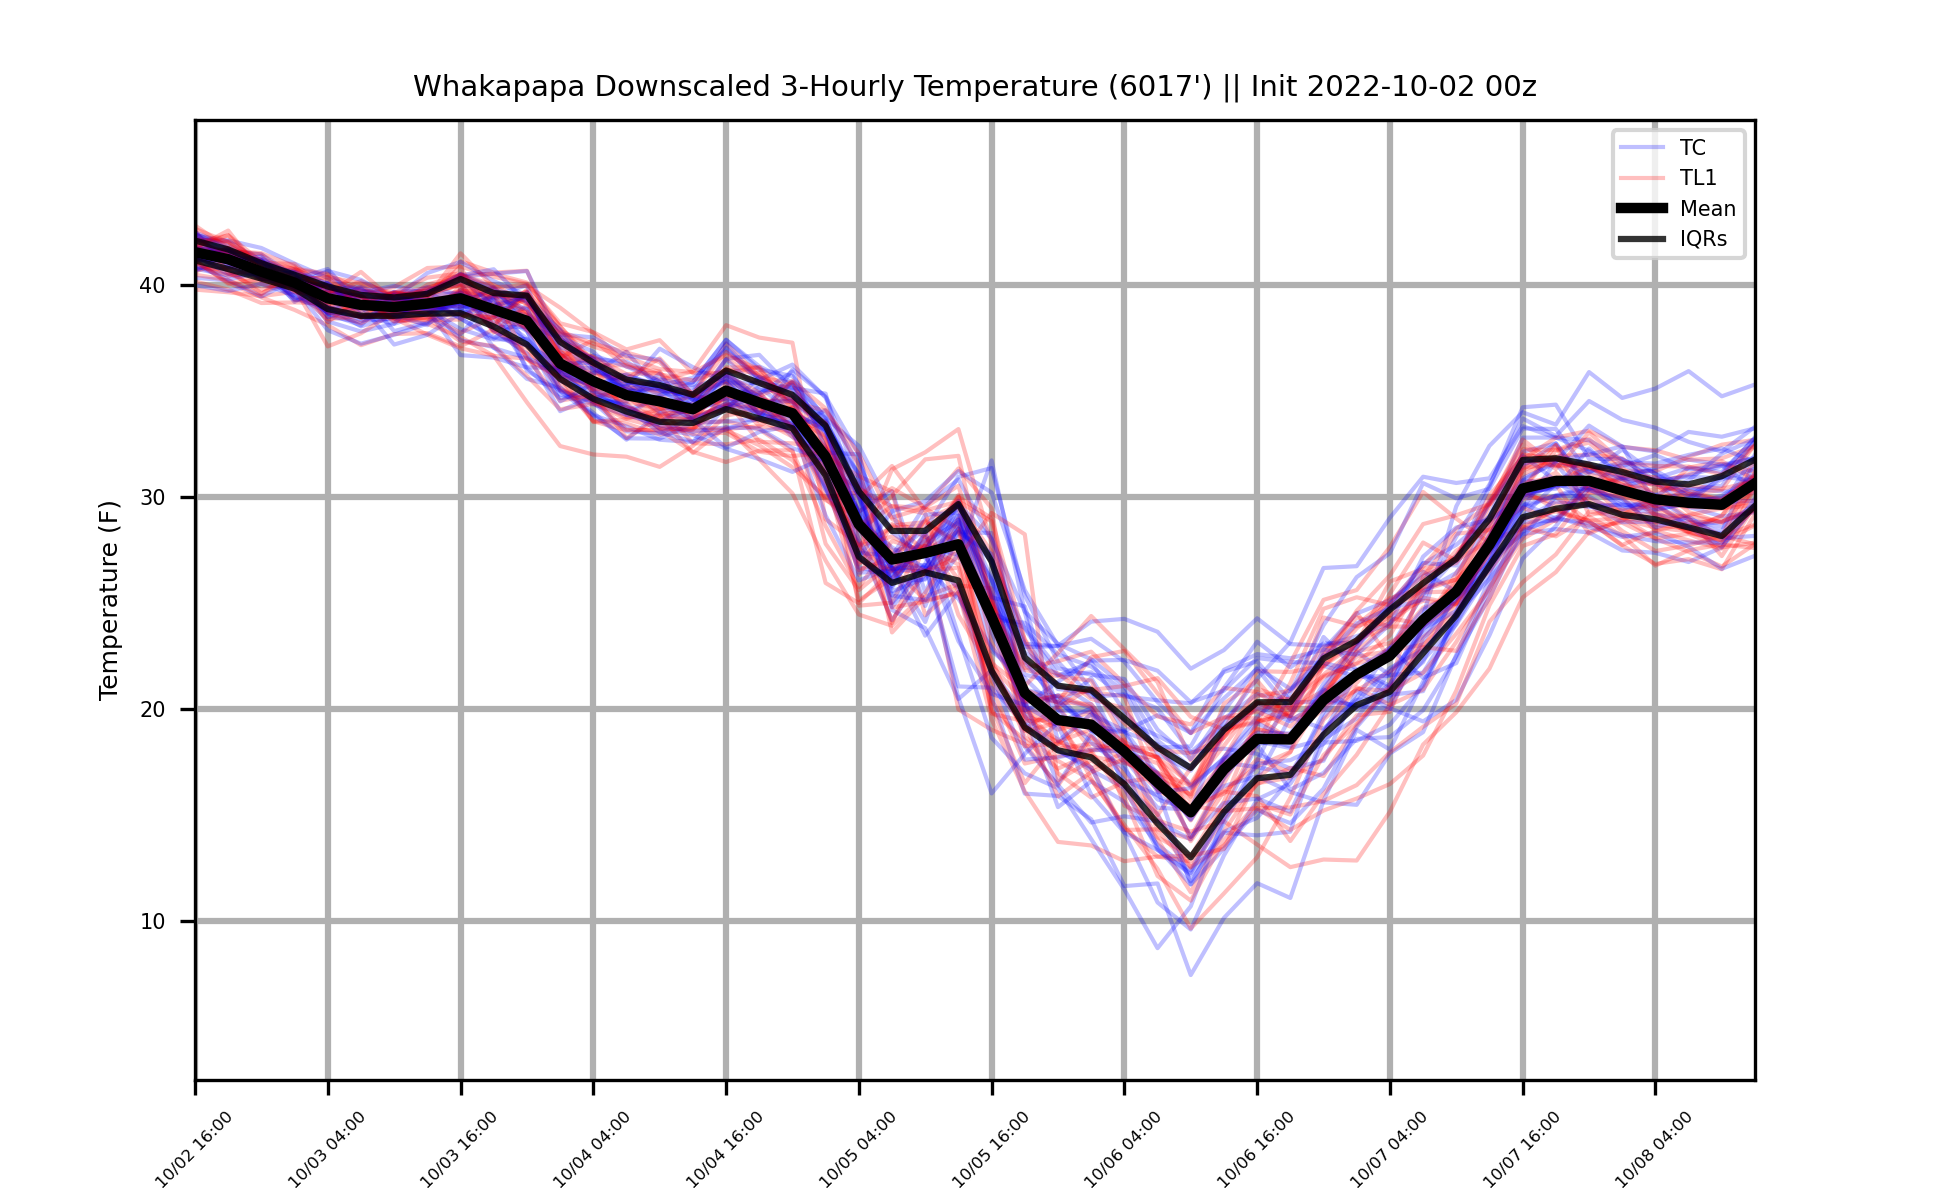 Whakapapa Downscaled 3-Hourly Temperature (6017') || Init 2022-10-02 00z
TC
TL1
Mean
IQRs
Temperature (F)
40
30
20
10
10/02 16:00
10/03 04:00
10/03 16:00
10/04 04:00
10/04 16:00
10/05 04:00
10/05 16:00
10/06 04:00
10/06 16:00
10/07 04:00
10/07 16:00
10/08 04:00